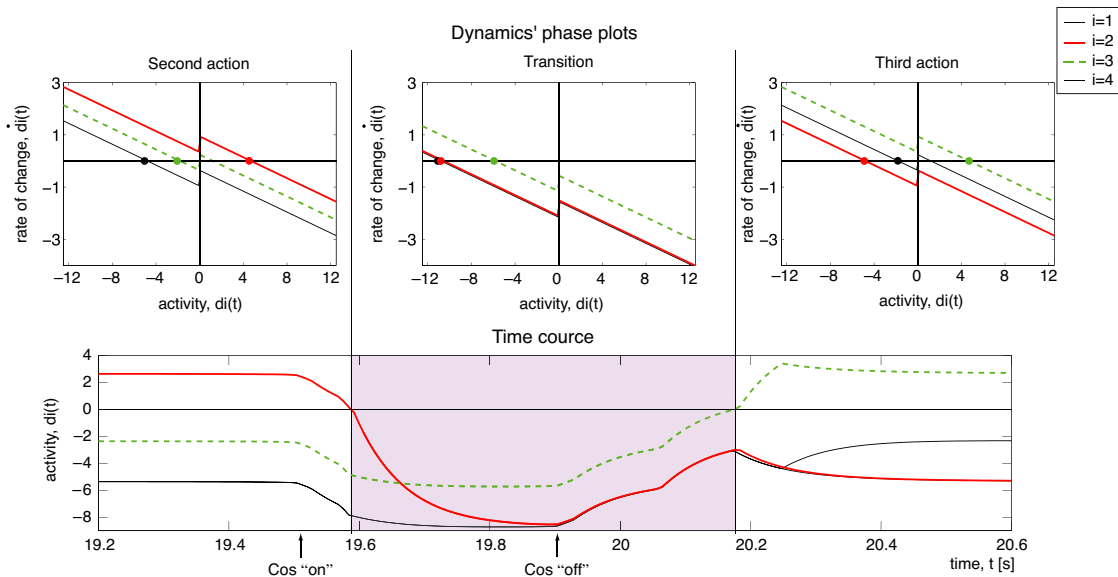 Dynamics' phase plots
i=1
i=2
i=3
i=4
Second action
Transition
Third action
rate of change, ḋi(t)
3
1
−1
−3
−12 −8 −4 0 4 8 12
activity, di(t)
rate of change, ḋi(t)
3
1
−1
−3
−12 −8 −4 0 4 8 12
activity, di(t)
rate of change, ḋi(t)
3
1
−1
−3
−12 −8 −4 0 4 8 12
activity, di(t)
Time cource
activity, di(t)
4
2
0
−2
−4
−6
−8
19.2 19.4 19.6 19.8 20 20.2 20.4 20.6
time, t [s]
Cos “on”
Cos “off”